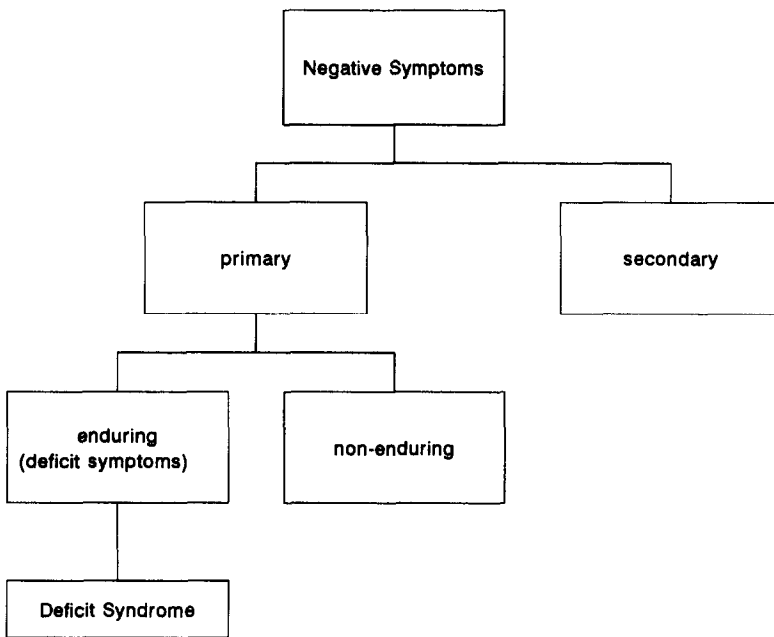 Negative Symptoms
primary
secondary
enduring
(deficit symptoms)
non-enduring
Deficit Syndrome